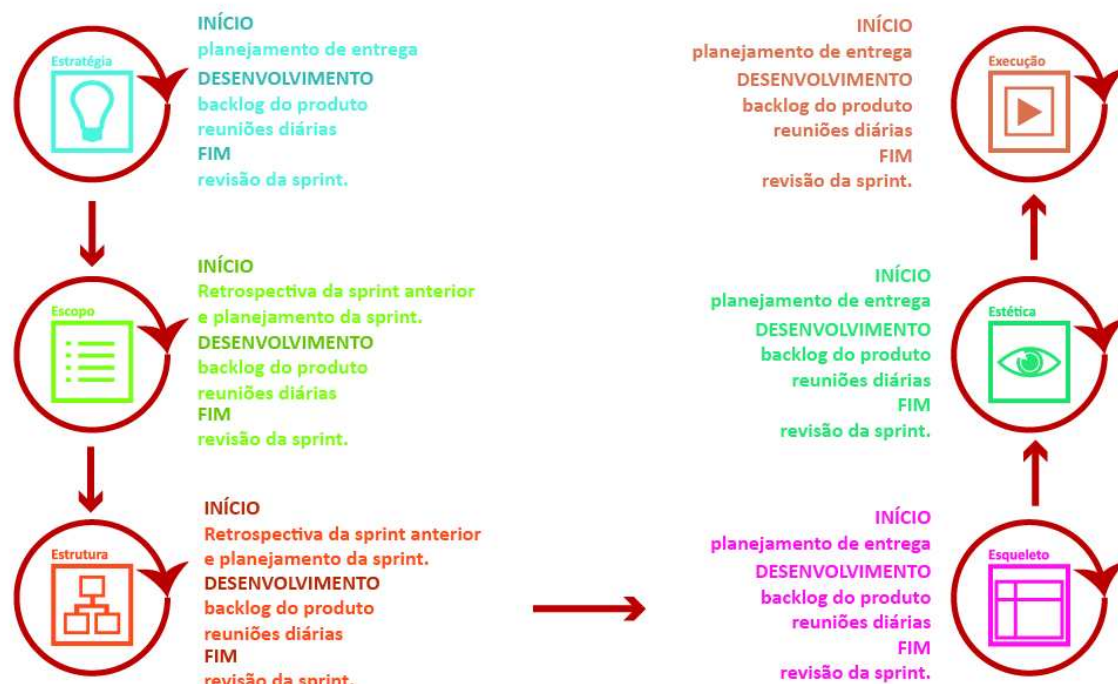 Estratégia
INÍCIO
planejamento de entrega
DESENVOLVIMENTO
backlog do produto
reuniões diárias
FIM
revisão da sprint.
Escopo
INÍCIO
Retrospectiva da sprint anterior
e planejamento da sprint.
DESENVOLVIMENTO
backlog do produto
reuniões diárias
FIM
revisão da sprint.
Estrutura
INÍCIO
Retrospectiva da sprint anterior
e planejamento da sprint.
DESENVOLVIMENTO
backlog do produto
reuniões diárias
FIM
revisão da sprint.
Esqueleto
INÍCIO
planejamento de entrega
DESENVOLVIMENTO
backlog do produto
reuniões diárias
FIM
revisão da sprint.
Estética
INÍCIO
planejamento de entrega
DESENVOLVIMENTO
backlog do produto
reuniões diárias
FIM
revisão da sprint.
Execução
INÍCIO
planejamento de entrega
DESENVOLVIMENTO
backlog do produto
reuniões diárias
FIM
revisão da sprint.